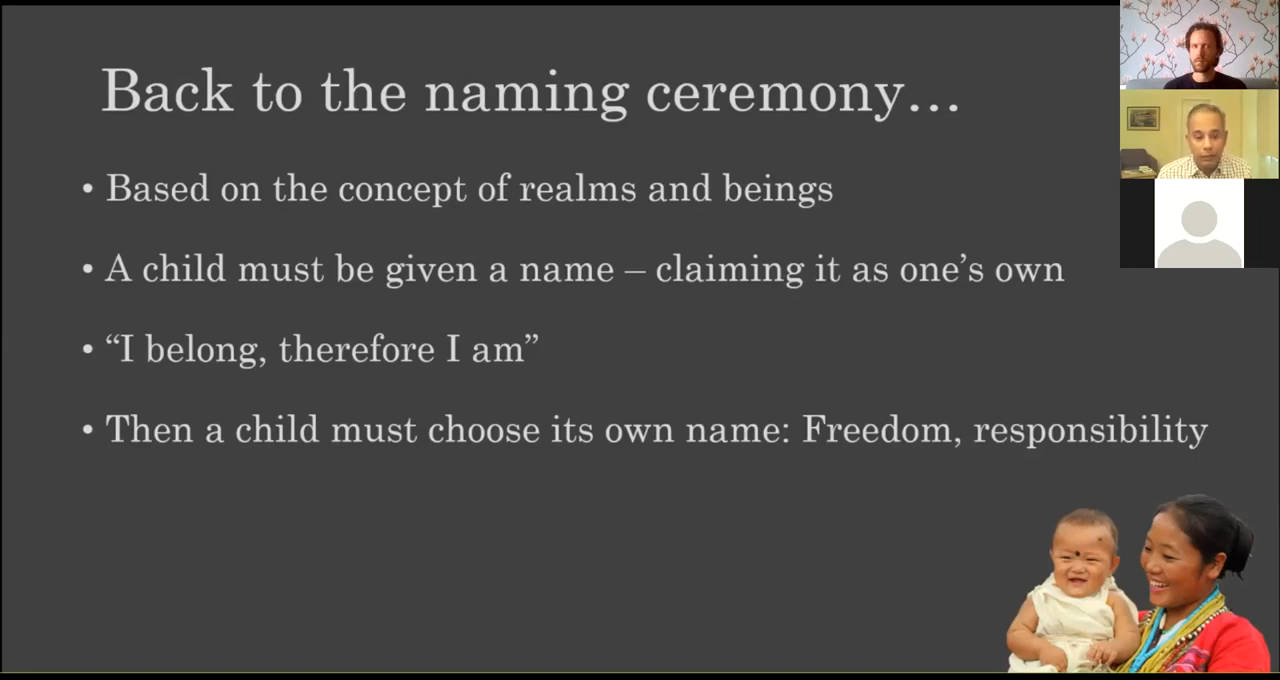 Back to the naming ceremony…
• Based on the concept of realms and beings
• A child must be given a name – claiming it as one’s own
• “I belong, therefore I am”
• Then a child must choose its own name: Freedom, responsibility